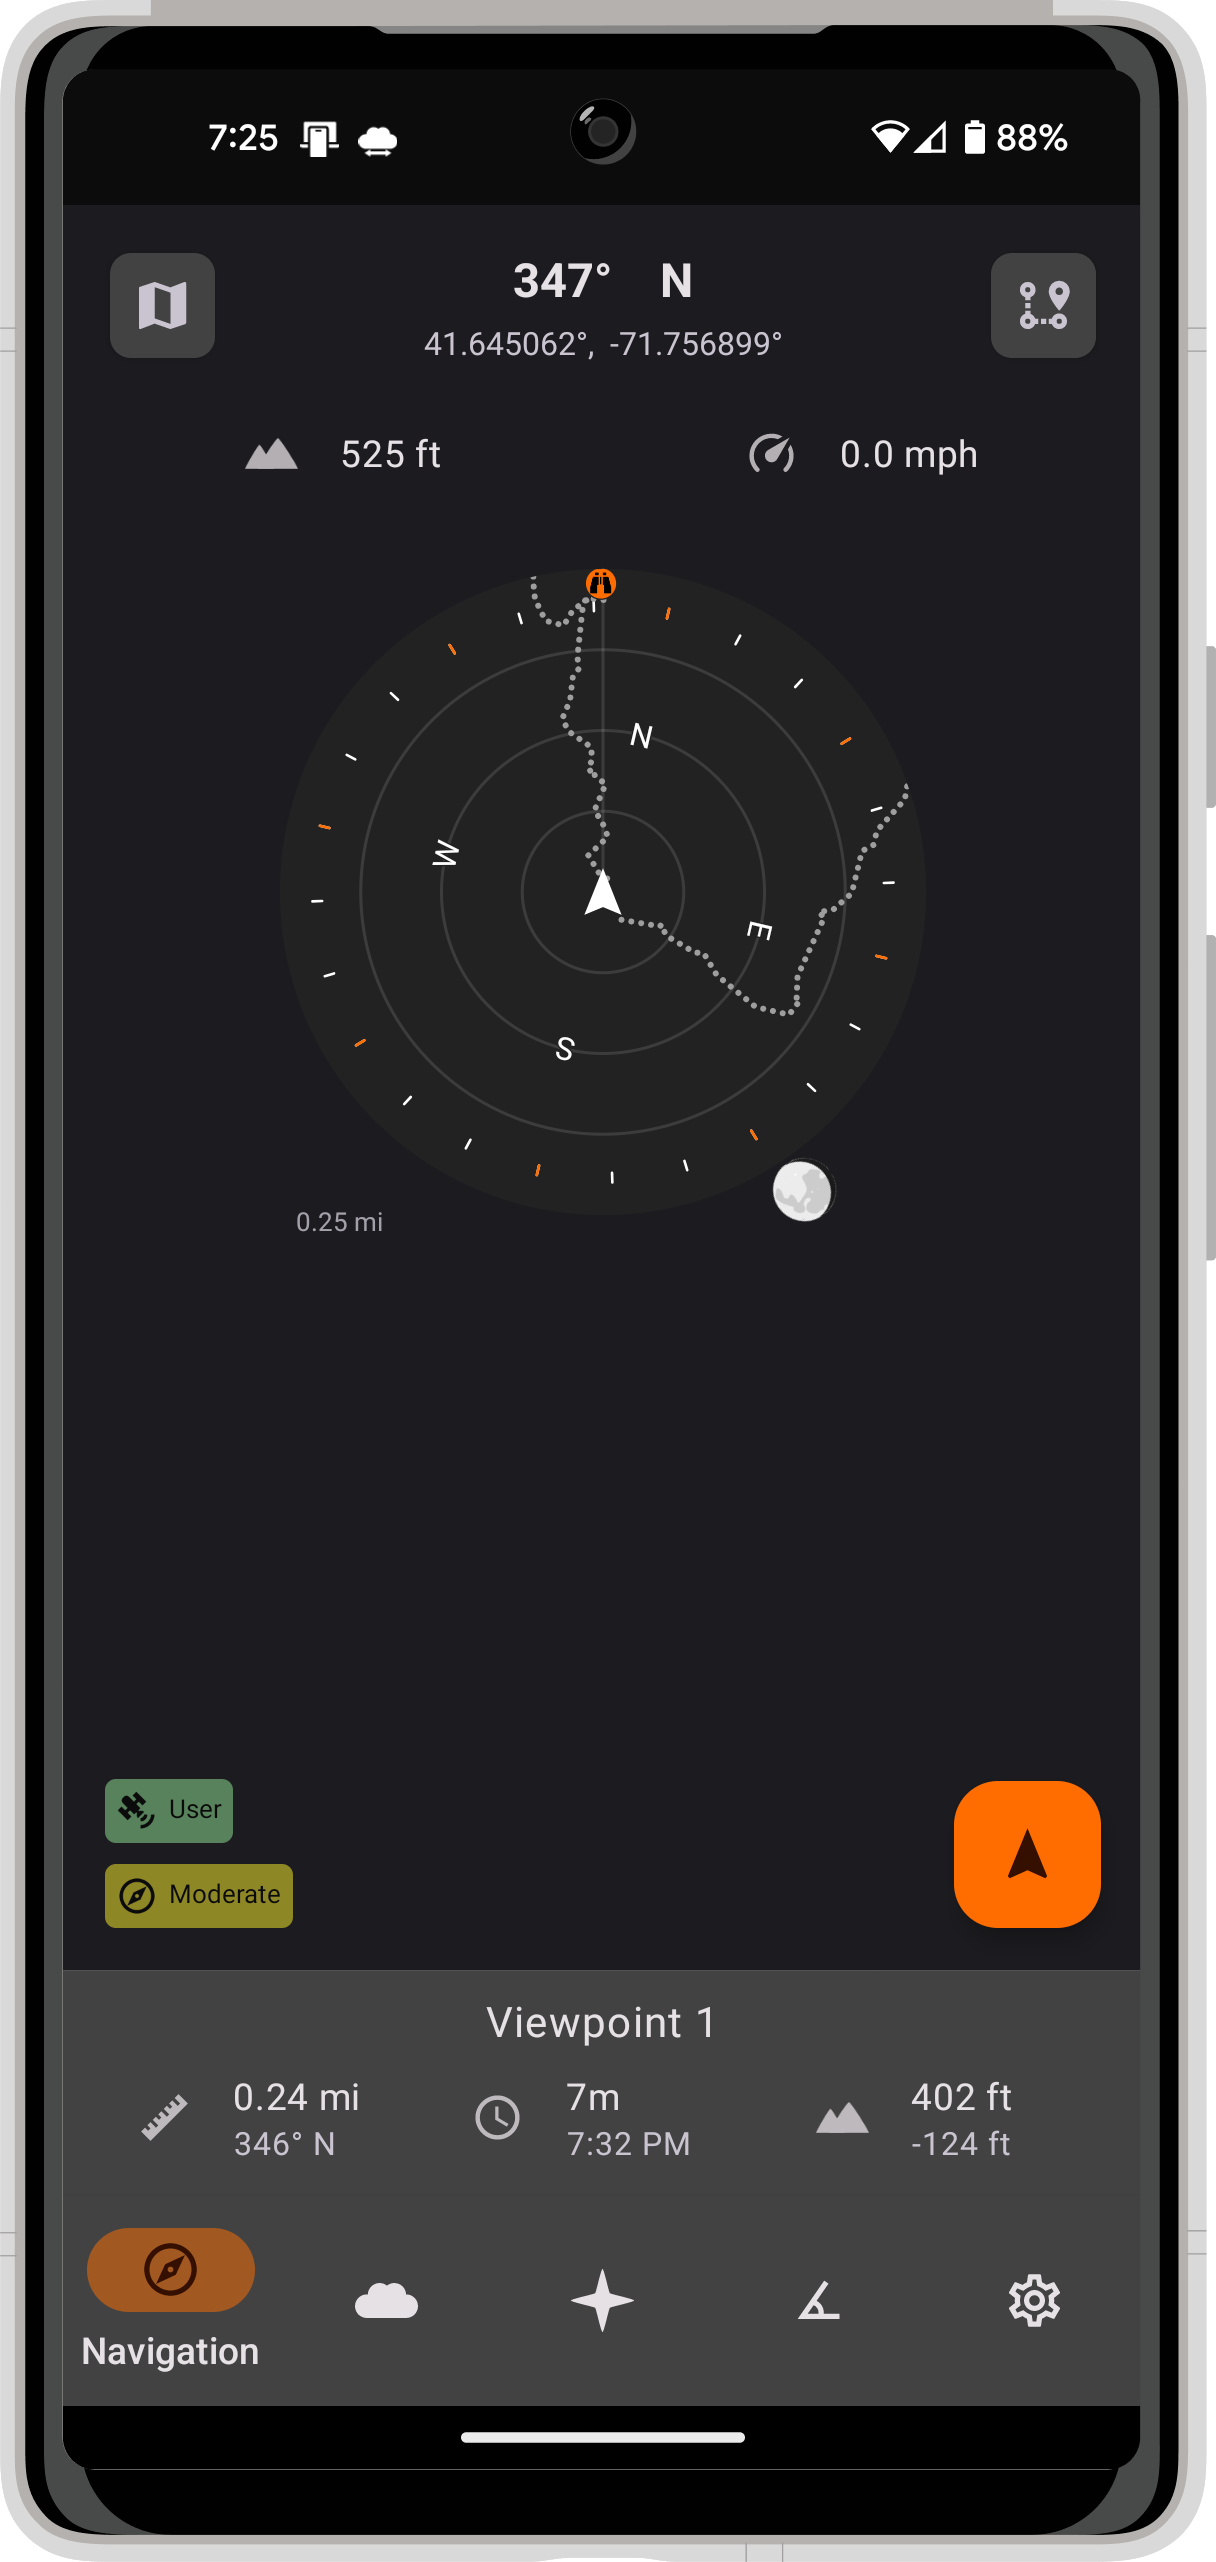 7:25
88%
347° N
41.645062°, -71.756899°
525 ft
0.0 mph
N
W
E
S
0.25 mi
User
Moderate
Viewpoint 1
0.24 mi
7m
402 ft
346° N
7:32 PM
-124 ft
Navigation